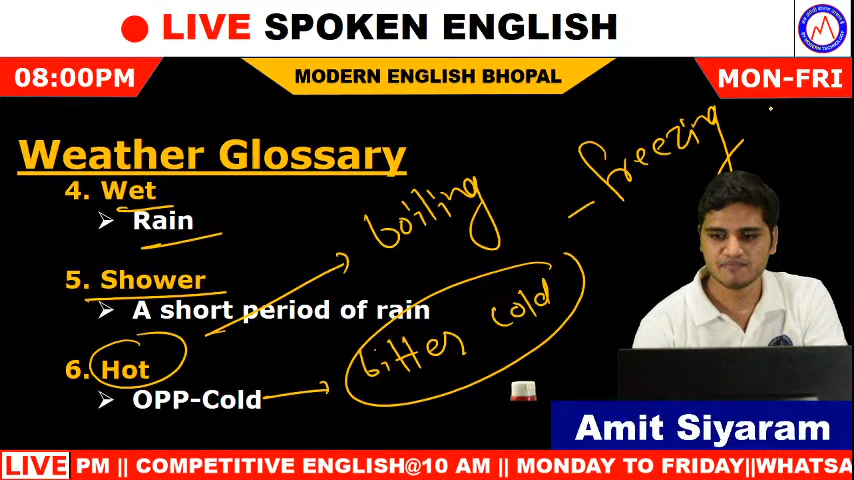 LIVE SPOKEN ENGLISH
08:00PM
MODERN ENGLISH BHOPAL
MON-FRI
Weather Glossary
4. Wet
Rain
5. Shower
A short period of rain
6. Hot
OPP-Cold
boiling
- freezing
bitter cold
Amit Siyaram
LIVE PM || COMPETITIVE ENGLISH@10 AM || MONDAY TO FRIDAY||WHATSA